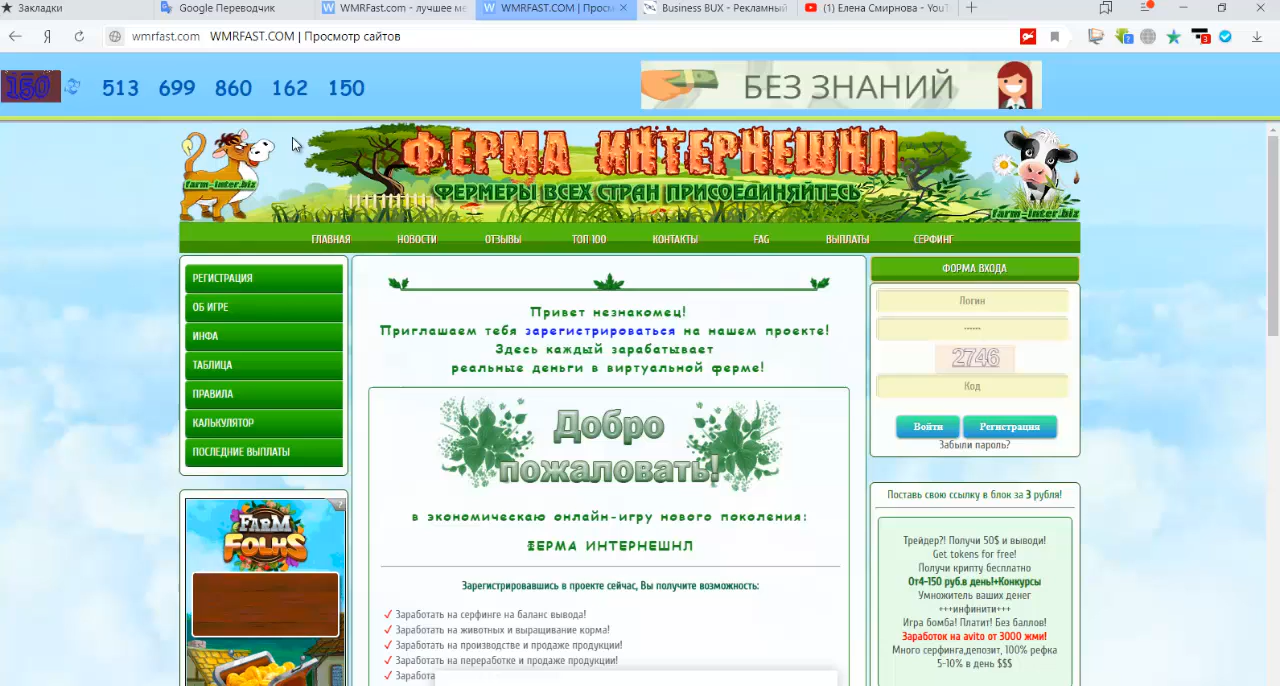 Закладки
Google Переводчик
WMRFast.com - лучшее ме
WMRFAST.COM | Просм
Business BUX - Рекламный
(1) Елена Смирнова - YouT
wmrfast.com WMRFAST.COM | Просмотр сайтов
150 513 699 860 162 150
БЕЗ ЗНАНИЙ
ФЕРМА ИНТЕРНЕШНЛ
ФЕРМЕРЫ ВСЕХ СТРАН ПРИСОЕДИНЯЙТЕСЬ
farm-inter.biz
farm-inter.biz
ГЛАВНАЯ НОВОСТИ ОТЗЫВЫ ТОП 100 КОНТАКТЫ FAG ВЫПЛАТЫ СЕРФИНГ
РЕГИСТРАЦИЯ
ОБ ИГРЕ
ИНФА
ТАБЛИЦА
ПРАВИЛА
КАЛЬКУЛЯТОР
ПОСЛЕДНИЕ ВЫПЛАТЫ
FARM
FOLKS
Привет незнакомец!
Приглашаем тебя зарегистрироваться на нашем проекте!
Здесь каждый зарабатывает
реальные деньги в виртуальной ферме!
Добро
пожаловать!
в экономическаю онлайн-игру нового поколения:
ФЕРМА ИНТЕРНЕШНЛ
Зарегистрировавшись в проекте сейчас, Вы получите возможность:
Заработать на серфинге на баланс вывода!
Заработать на животных и выращивание корма!
Заработать на производстве и продаже продукции!
Заработать на переработке и продаже продукции!
Заработа
ФОРМА ВХОДА
Логин
2746
Код
Войти Регистрация
Забыли пароль?
Поставь свою ссылку в блок за 3 рубля!
Трейдер?! Получи 50$ и выводи!
Get tokens for free!
Получи крипту бесплатно
От4-150 руб.в день!+Конкурсы
Умножитель ваших денег
+++инфинити+++
Игра бомба! Платит! Без баллов!
Заработок на avito от 3000 жми!
Много серфинга,депозит, 100% рефка
5-10% в день $$$